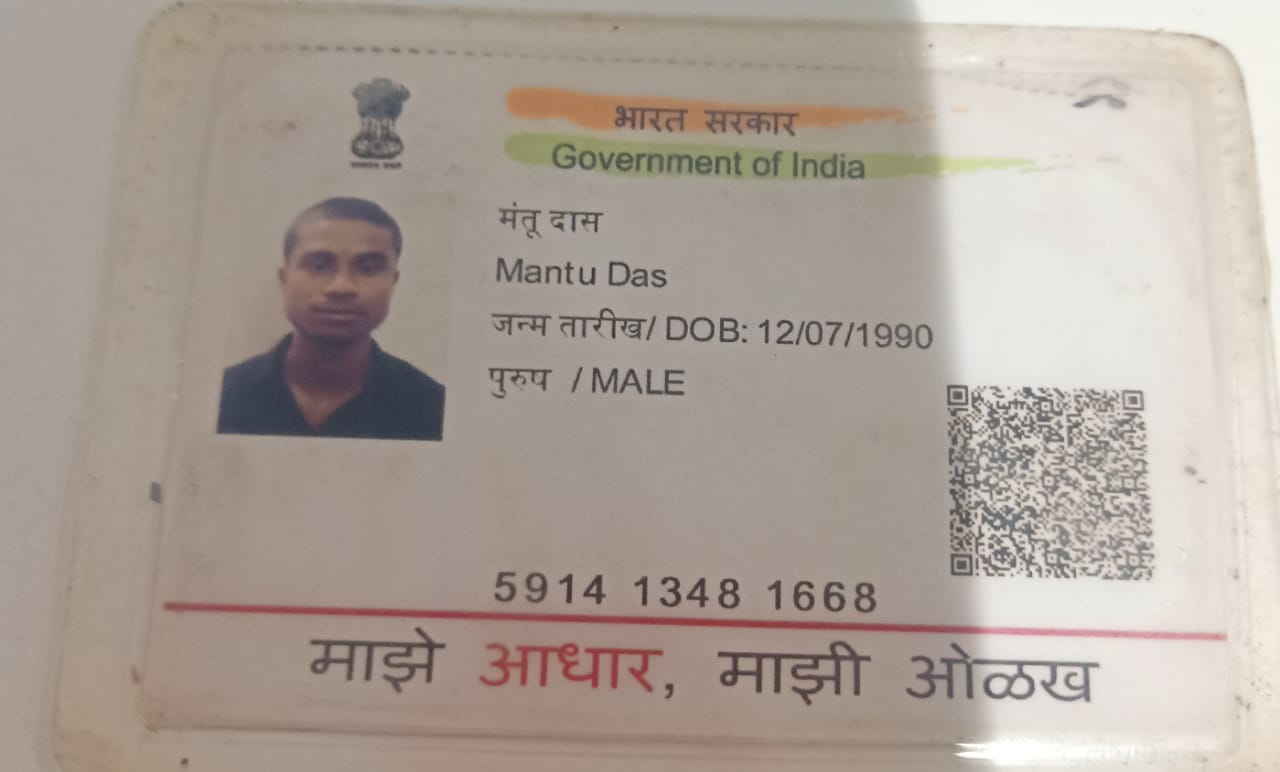 भारत सरकार
Government of India
मंतू दास
Mantu Das
जन्म तारीख/ DOB: 12/07/1990
पुरुष / MALE
5914 1348 1668
माझे आधार, माझी ओळख